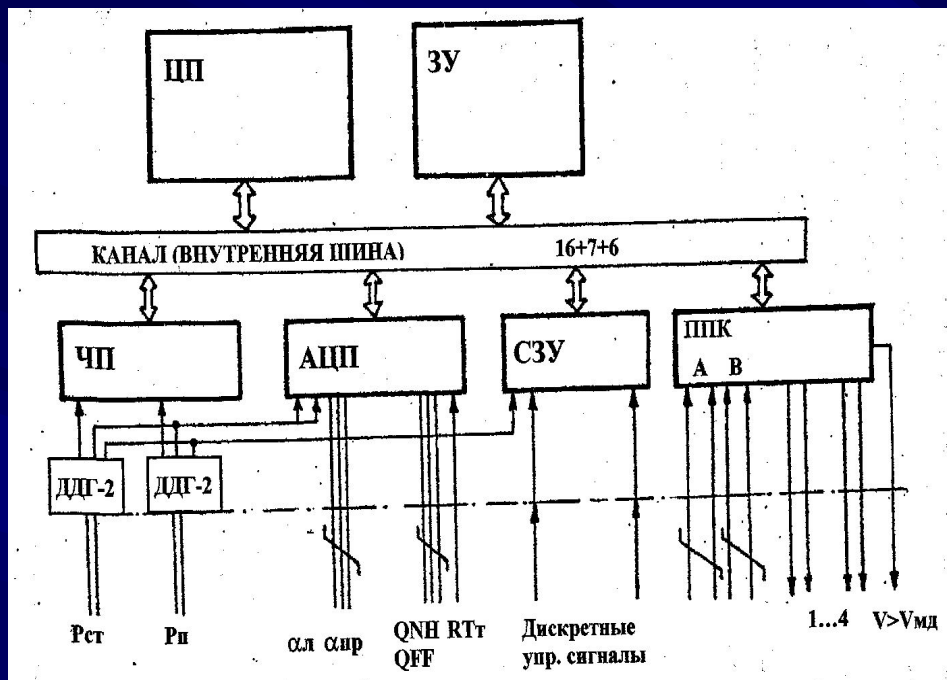 ЦП
ЗУ
КАНАЛ (ВНУТРЕННЯЯ ШИНА) 16+7+6
ЧП
АЦП
СЗУ
ППК
А В
ДДГ-2
ДДГ-2
Рст
Рп
αл αпр
QNH RTт
QFF
Дискретные
упр. сигналы
1...4
V>Vмд